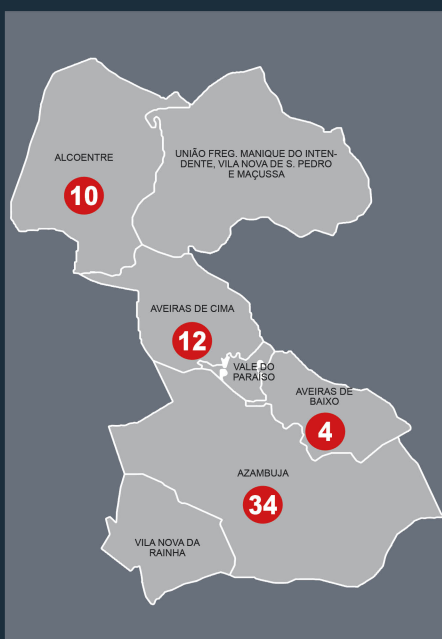 ALCOENTRE
10
UNIÃO FREG. MANIQUE DO INTEN-
DENTE, VILA NOVA DE S. PEDRO
E MAÇUSSA
AVEIRAS DE CIMA
12
VALE DO
PARAÍSO
AVEIRAS DE
BAIXO
4
AZAMBUJA
34
VILA NOVA DA
RAINHA